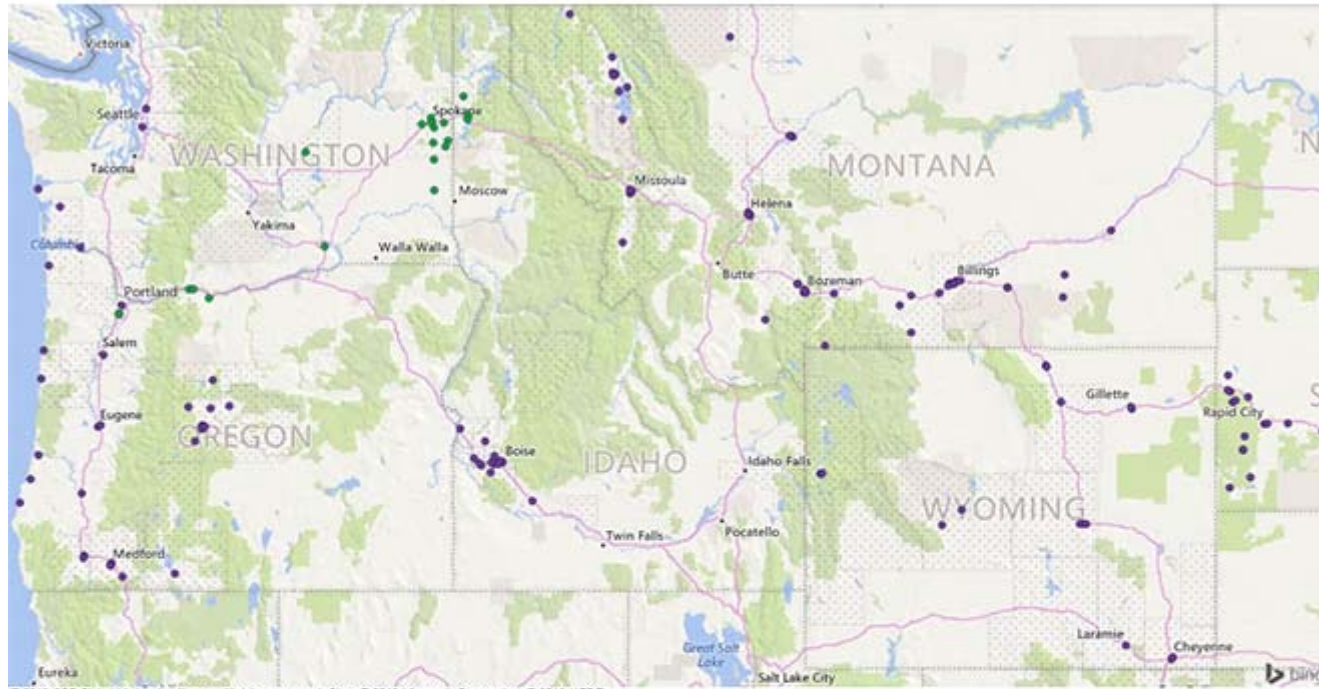 Victoria
Seattle
Spokane
WASHINGTON
MONTANA
N
Tacoma
Missoula
Moscow
Helena
Yakima
Columbia
Walla Walla
Butte
Billings
Bozeman
Portland
Salem
Gillette
S
Rapid City
Eugene
OREGON
Boise
IDAHO
Idaho Falls
WYOMING
Twin Falls
Pocatello
Medford
Great Salt
Lake
Laramie
Cheyenne
Eureka
Salt Lake City
bing